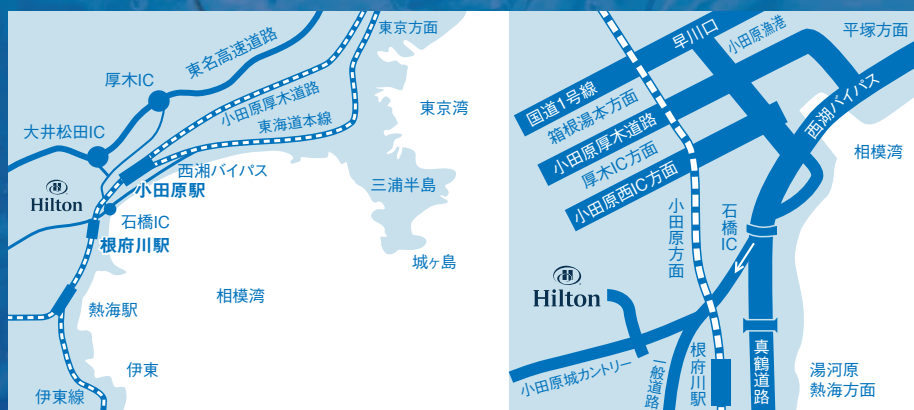 東京方面
東名高速道路
厚木IC
小田原厚木道路
東海道本線
東京湾
大井松田IC
西湘バイパス
小田原駅
三浦半島
Hilton
石橋IC
根府川駅
城ヶ島
相模湾
熱海駅
伊東
伊東線
早川口
小田原漁港
平塚方面
国道1号線
箱根湯本方面
小田原厚木道路
厚木IC方面
小田原西IC方面
西湖バイパス
相模湾
小田原方面
石橋IC
Hilton
小田原城カントリー
一般道路
根府川駅
真鶴道路
湯河原
熱海方面